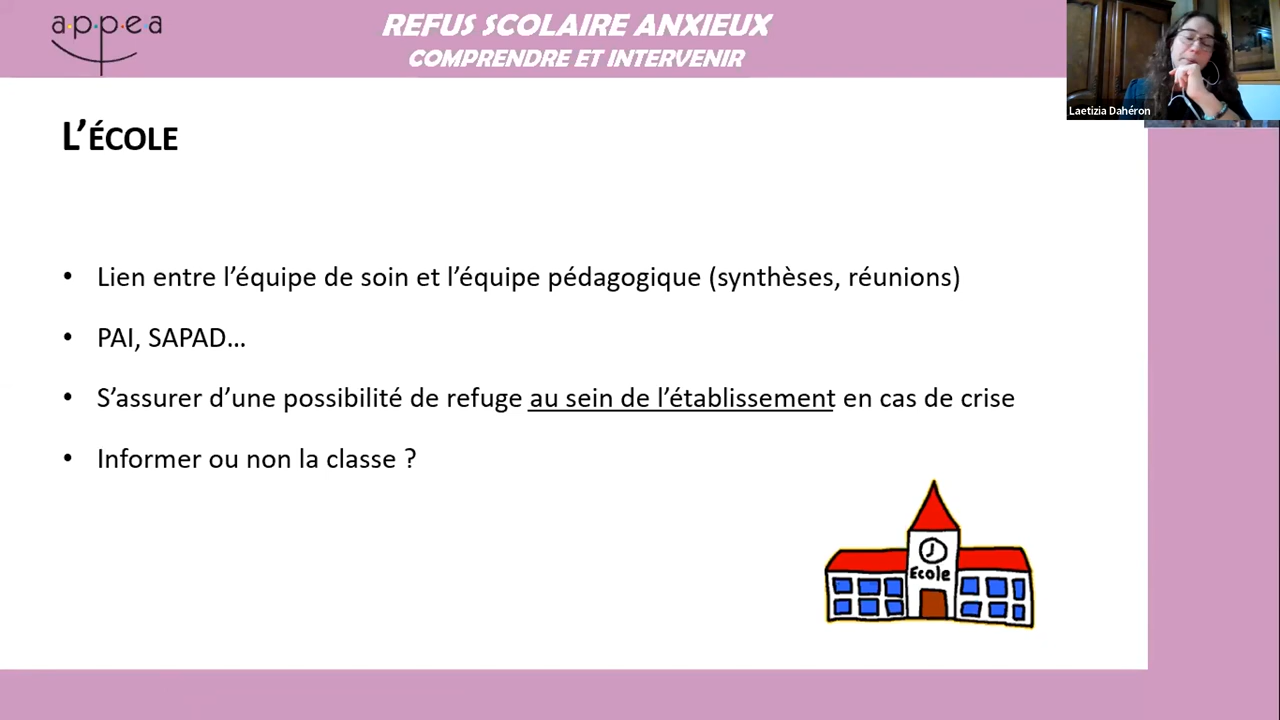 appea
REFUS SCOLAIRE ANXIEUX
COMPRENDRE ET INTERVENIR
Laetizia Dahéron
L'ÉCOLE
• Lien entre l'équipe de soin et l'équipe pédagogique (synthèses, réunions)
• PAI, SAPAD...
• S'assurer d'une possibilité de refuge au sein de l'établissement en cas de crise
• Informer ou non la classe ?
Ecole